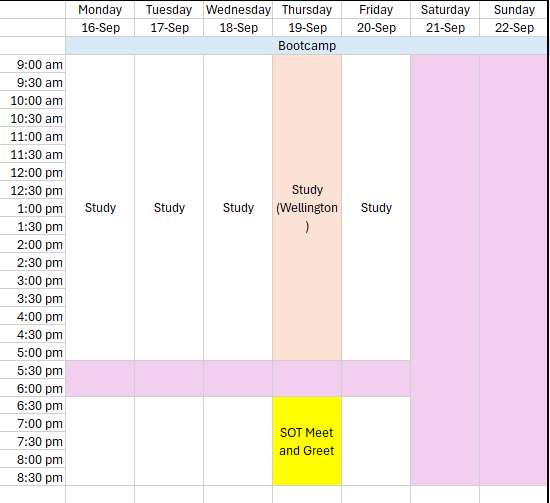 Monday Tuesday Wednesday Thursday Friday Saturday Sunday
16-Sep 17-Sep 18-Sep 19-Sep 20-Sep 21-Sep 22-Sep
Bootcamp
9:00 am
9:30 am
10:00 am
10:30 am
11:00 am
11:30 am
12:00 pm
12:30 pm
1:00 pm
1:30 pm
2:00 pm
2:30 pm
3:00 pm
3:30 pm
4:00 pm
4:30 pm
5:00 pm
5:30 pm
6:00 pm
6:30 pm
7:00 pm
7:30 pm
8:00 pm
8:30 pm
Study
Study
Study
Study
(Wellington
)
Study
SOT Meet
and Greet